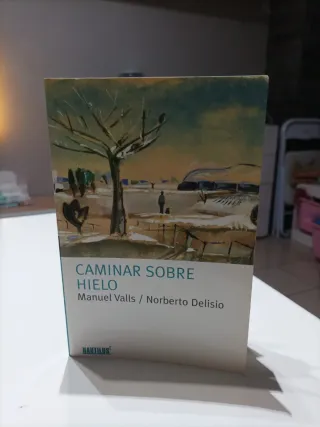 CAMINAR SOBRE
HIELO
Manuel Valls / Norberto Delisio